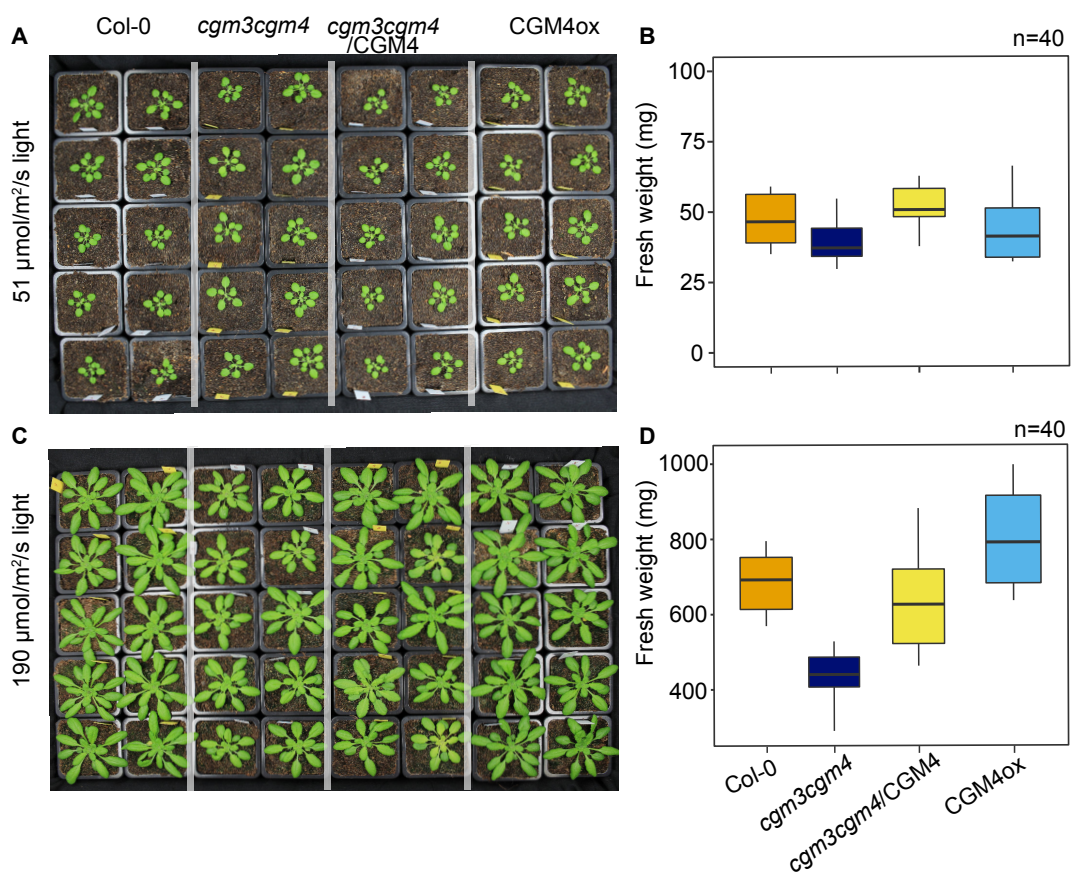 A
Col-0
cgm3cgm4
cgm3cgm4
/CGM4
CGM4ox
51 µmol/m²/s light
B
n=40
Fresh weight (mg)
100
75
50
25
0
C
190 µmol/m²/s light
D
n=40
Fresh weight (mg)
1000
800
600
400
Col-0
cgm3cgm4
cgm3cgm4/CGM4
CGM4ox